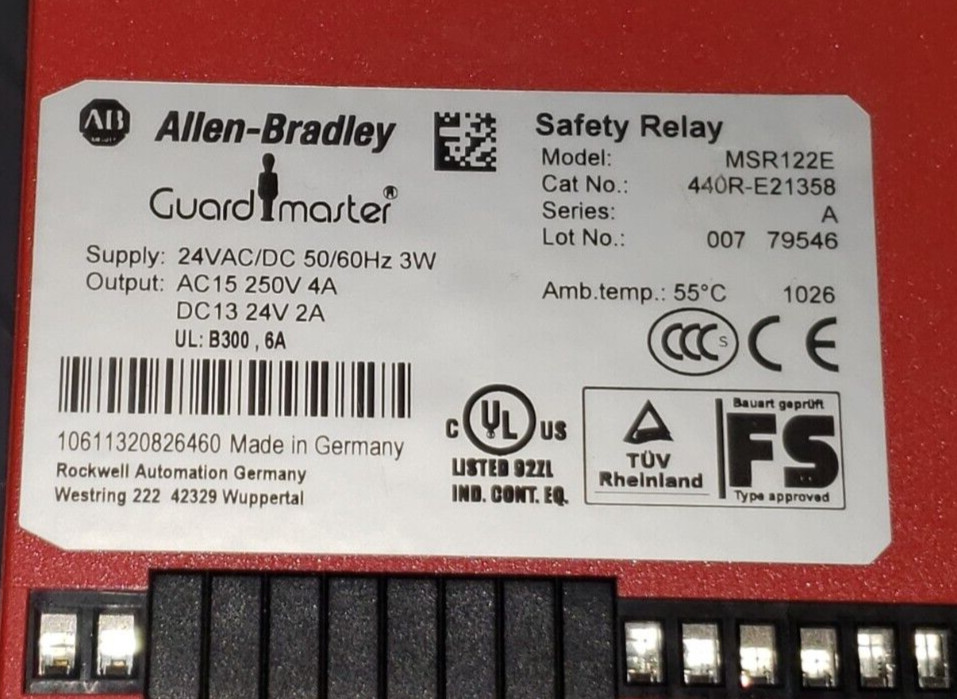 AB
Allen-Bradley
Guardmaster®
Supply: 24VAC/DC 50/60Hz 3W
Output: AC15 250V 4A
DC13 24V 2A
UL: B300 , 6A
10611320826460 Made in Germany
Rockwell Automation Germany
Westring 222 42329 Wuppertal
Safety Relay
Model: MSR122E
Cat No.: 440R-E21358
Series: A
Lot No.: 007 79546
Amb.temp.: 55°C 1026
CCC S CE
C UL US
LISTED 92ZL
IND. CONT. EQ.
TÜV
Rheinland
Bauart geprüft
FS
Type approved